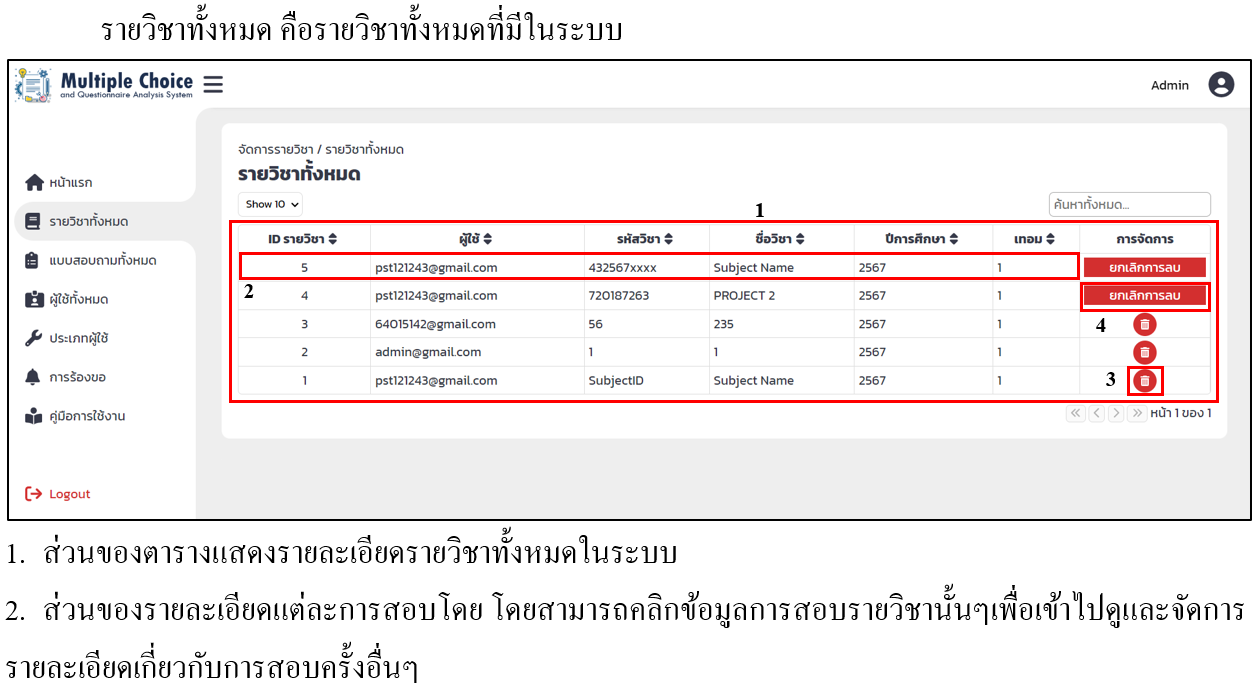 รายวิชาทั้งหมด คือรายวิชาทั้งหมดที่มีในระบบ
Multiple Choice
and Questionnaire Analysis System
Admin
จัดการรายวิชา / รายวิชาทั้งหมด
รายวิชาทั้งหมด
หน้าแรก
รายวิชาทั้งหมด
แบบสอบถามทั้งหมด
ผู้ใช้ทั้งหมด
ประเภทผู้ใช้
การร้องขอ
คู่มือการใช้งาน
Logout
Show 10
ค้นหาทั้งหมด...
1
ID รายวิชา ผู้ใช้ รหัสวิชา ชื่อวิชา ปีการศึกษา เทอม การจัดการ
5 pst121243@gmail.com 432567xxxx Subject Name 2567 1 ยกเลิกการลบ
2
4 pst121243@gmail.com 720187263 PROJECT 2 2567 1 ยกเลิกการลบ
3 64015142@gmail.com 56 235 2567 1
4
2 admin@gmail.com 1 1 2567 1
1 pst121243@gmail.com SubjectID Subject Name 2567 1
3
หน้า 1 ของ 1
1. ส่วนของตารางแสดงรายละเอียดรายวิชาทั้งหมดในระบบ
2. ส่วนของรายละเอียดแต่ละการสอบโดย โดยสามารถคลิกข้อมูลการสอบรายวิชานั้นๆเพื่อเข้าไปดูและจัดการ
รายละเอียดเกี่ยวกับการสอบครั้งอื่นๆ